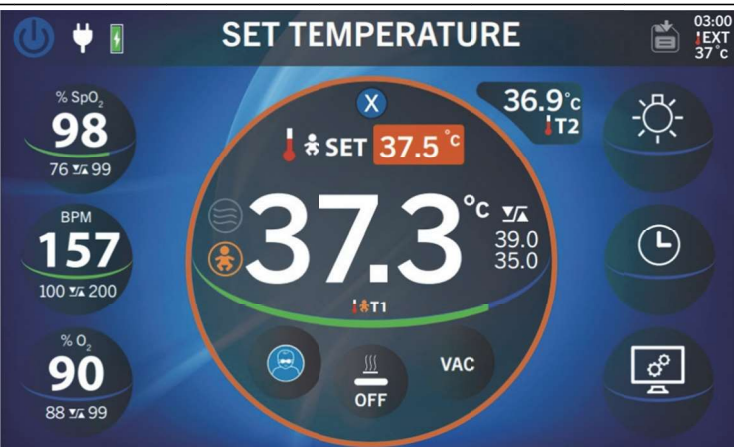 SET TEMPERATURE
03:00
EXT
37 °c
% SpO₂
98
76 99
BPM
157
100 200
% O₂
90
88 99
X
SET 37.5 °c
37.3 °c
39.0
35.0
T1
36.9°c
T2
OFF
VAC